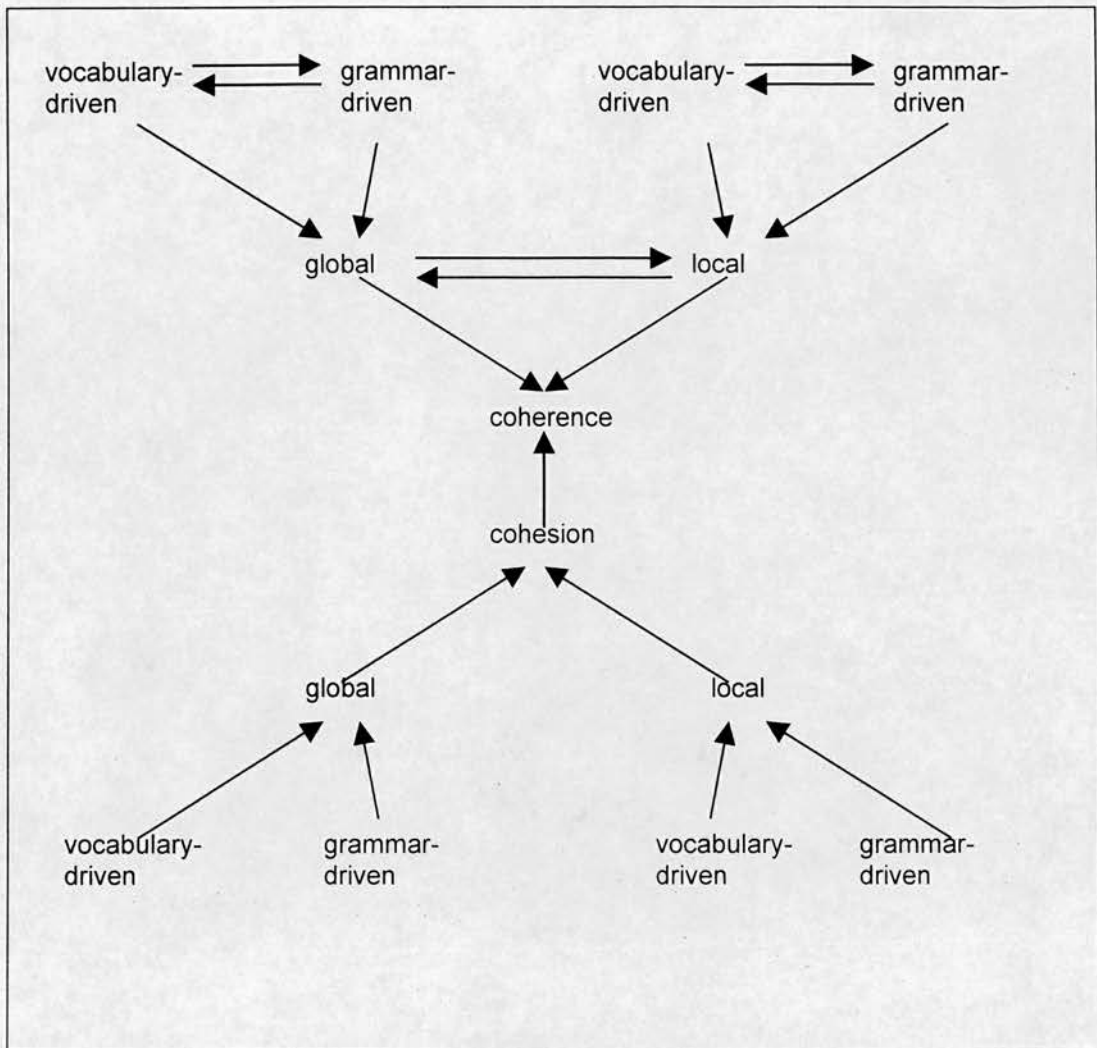 vocabulary-
driven
grammar-
driven
vocabulary-
driven
grammar-
driven
global
local
coherence
cohesion
global
local
vocabulary-
driven
grammar-
driven
vocabulary-
driven
grammar-
driven